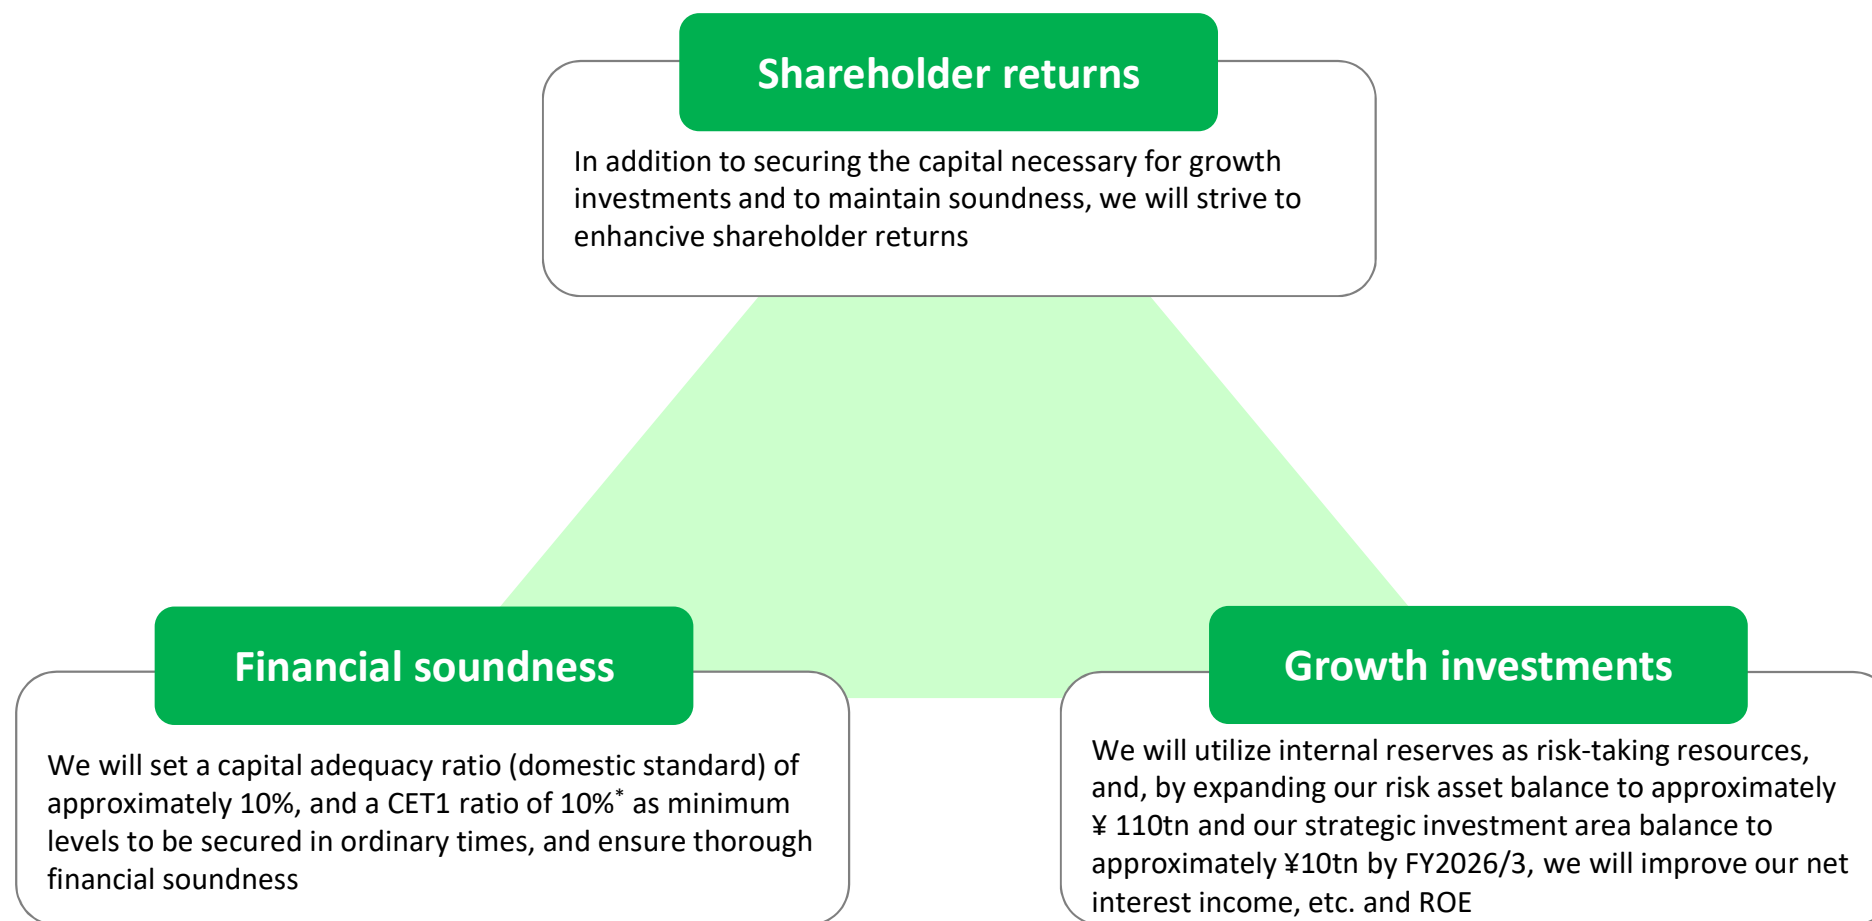 Shareholder returns
In addition to securing the capital necessary for growth
investments and to maintain soundness, we will strive to
enhancive shareholder returns
Financial soundness
We will set a capital adequacy ratio (domestic standard) of
approximately 10%, and a CET1 ratio of 10%* as minimum
levels to be secured in ordinary times, and ensure thorough
financial soundness
Growth investments
We will utilize internal reserves as risk-taking resources,
and, by expanding our risk asset balance to approximately
¥ 110tn and our strategic investment area balance to
approximately ¥10tn by FY2026/3, we will improve our net
interest income, etc. and ROE